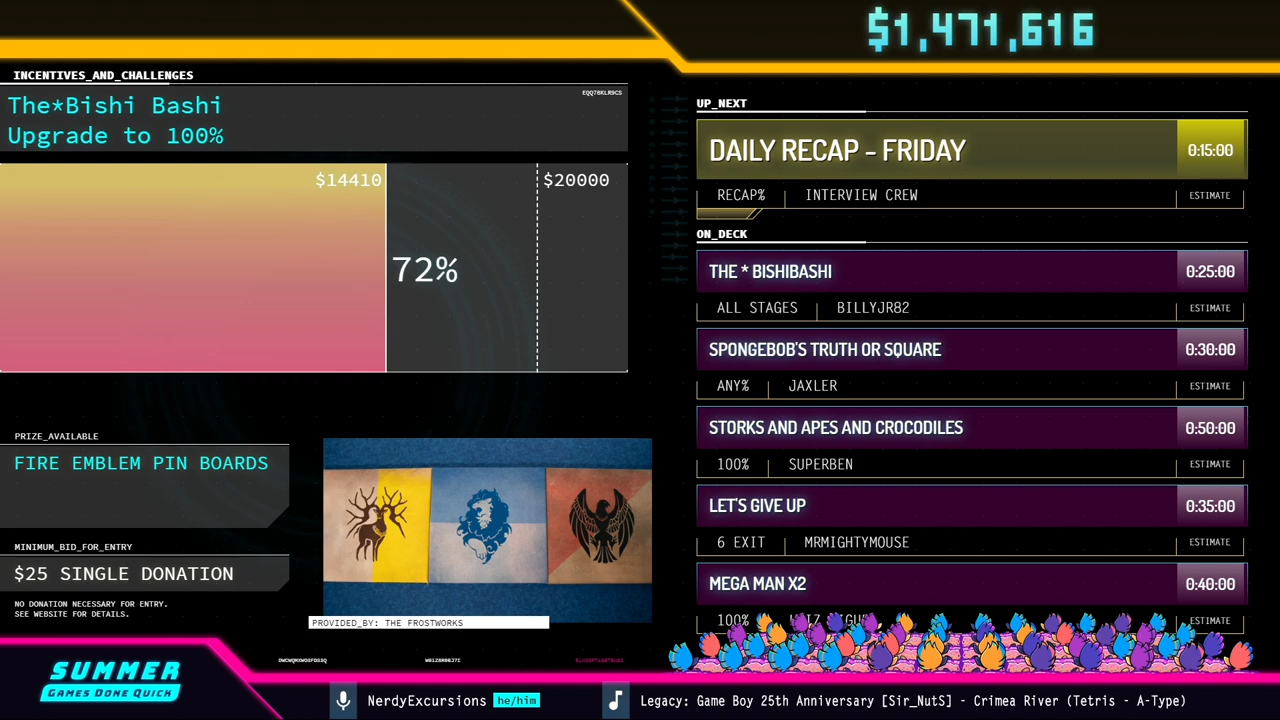 $1,471,616
INCENTIVES_AND_CHALLENGES
The*Bishi Bashi
Upgrade to 100%
EQQ76KLR9CS
$14410
$20000
72%
PRIZE_AVAILABLE
FIRE EMBLEM PIN BOARDS
MINIMUM_BID_FOR_ENTRY
$25 SINGLE DONATION
NO DONATION NECESSARY FOR ENTRY.
SEE WEBSITE FOR DETAILS.
PROVIDED_BY: THE FROSTWORKS
UP_NEXT
DAILY RECAP - FRIDAY
0:15:00
RECAP% INTERVIEW CREW ESTIMATE
ON_DECK
THE * BISHIBASHI
0:25:00
ALL STAGES BILLYJR82 ESTIMATE
SPONGEBOB'S TRUTH OR SQUARE
0:30:00
ANY% JAXLER ESTIMATE
STORKS AND APES AND CROCODILES
0:50:00
100% SUPERBEN ESTIMATE
LET'S GIVE UP
0:35:00
6 EXIT MRMIGHTYMOUSE ESTIMATE
MEGA MAN X2
0:40:00
100% ESTIMATE
SUMMER
GAMES DONE QUICK
NerdyExcursions he/him
Legacy: Game Boy 25th Anniversary [Sir_NutS] - Crimea River (Tetris - A-Type)